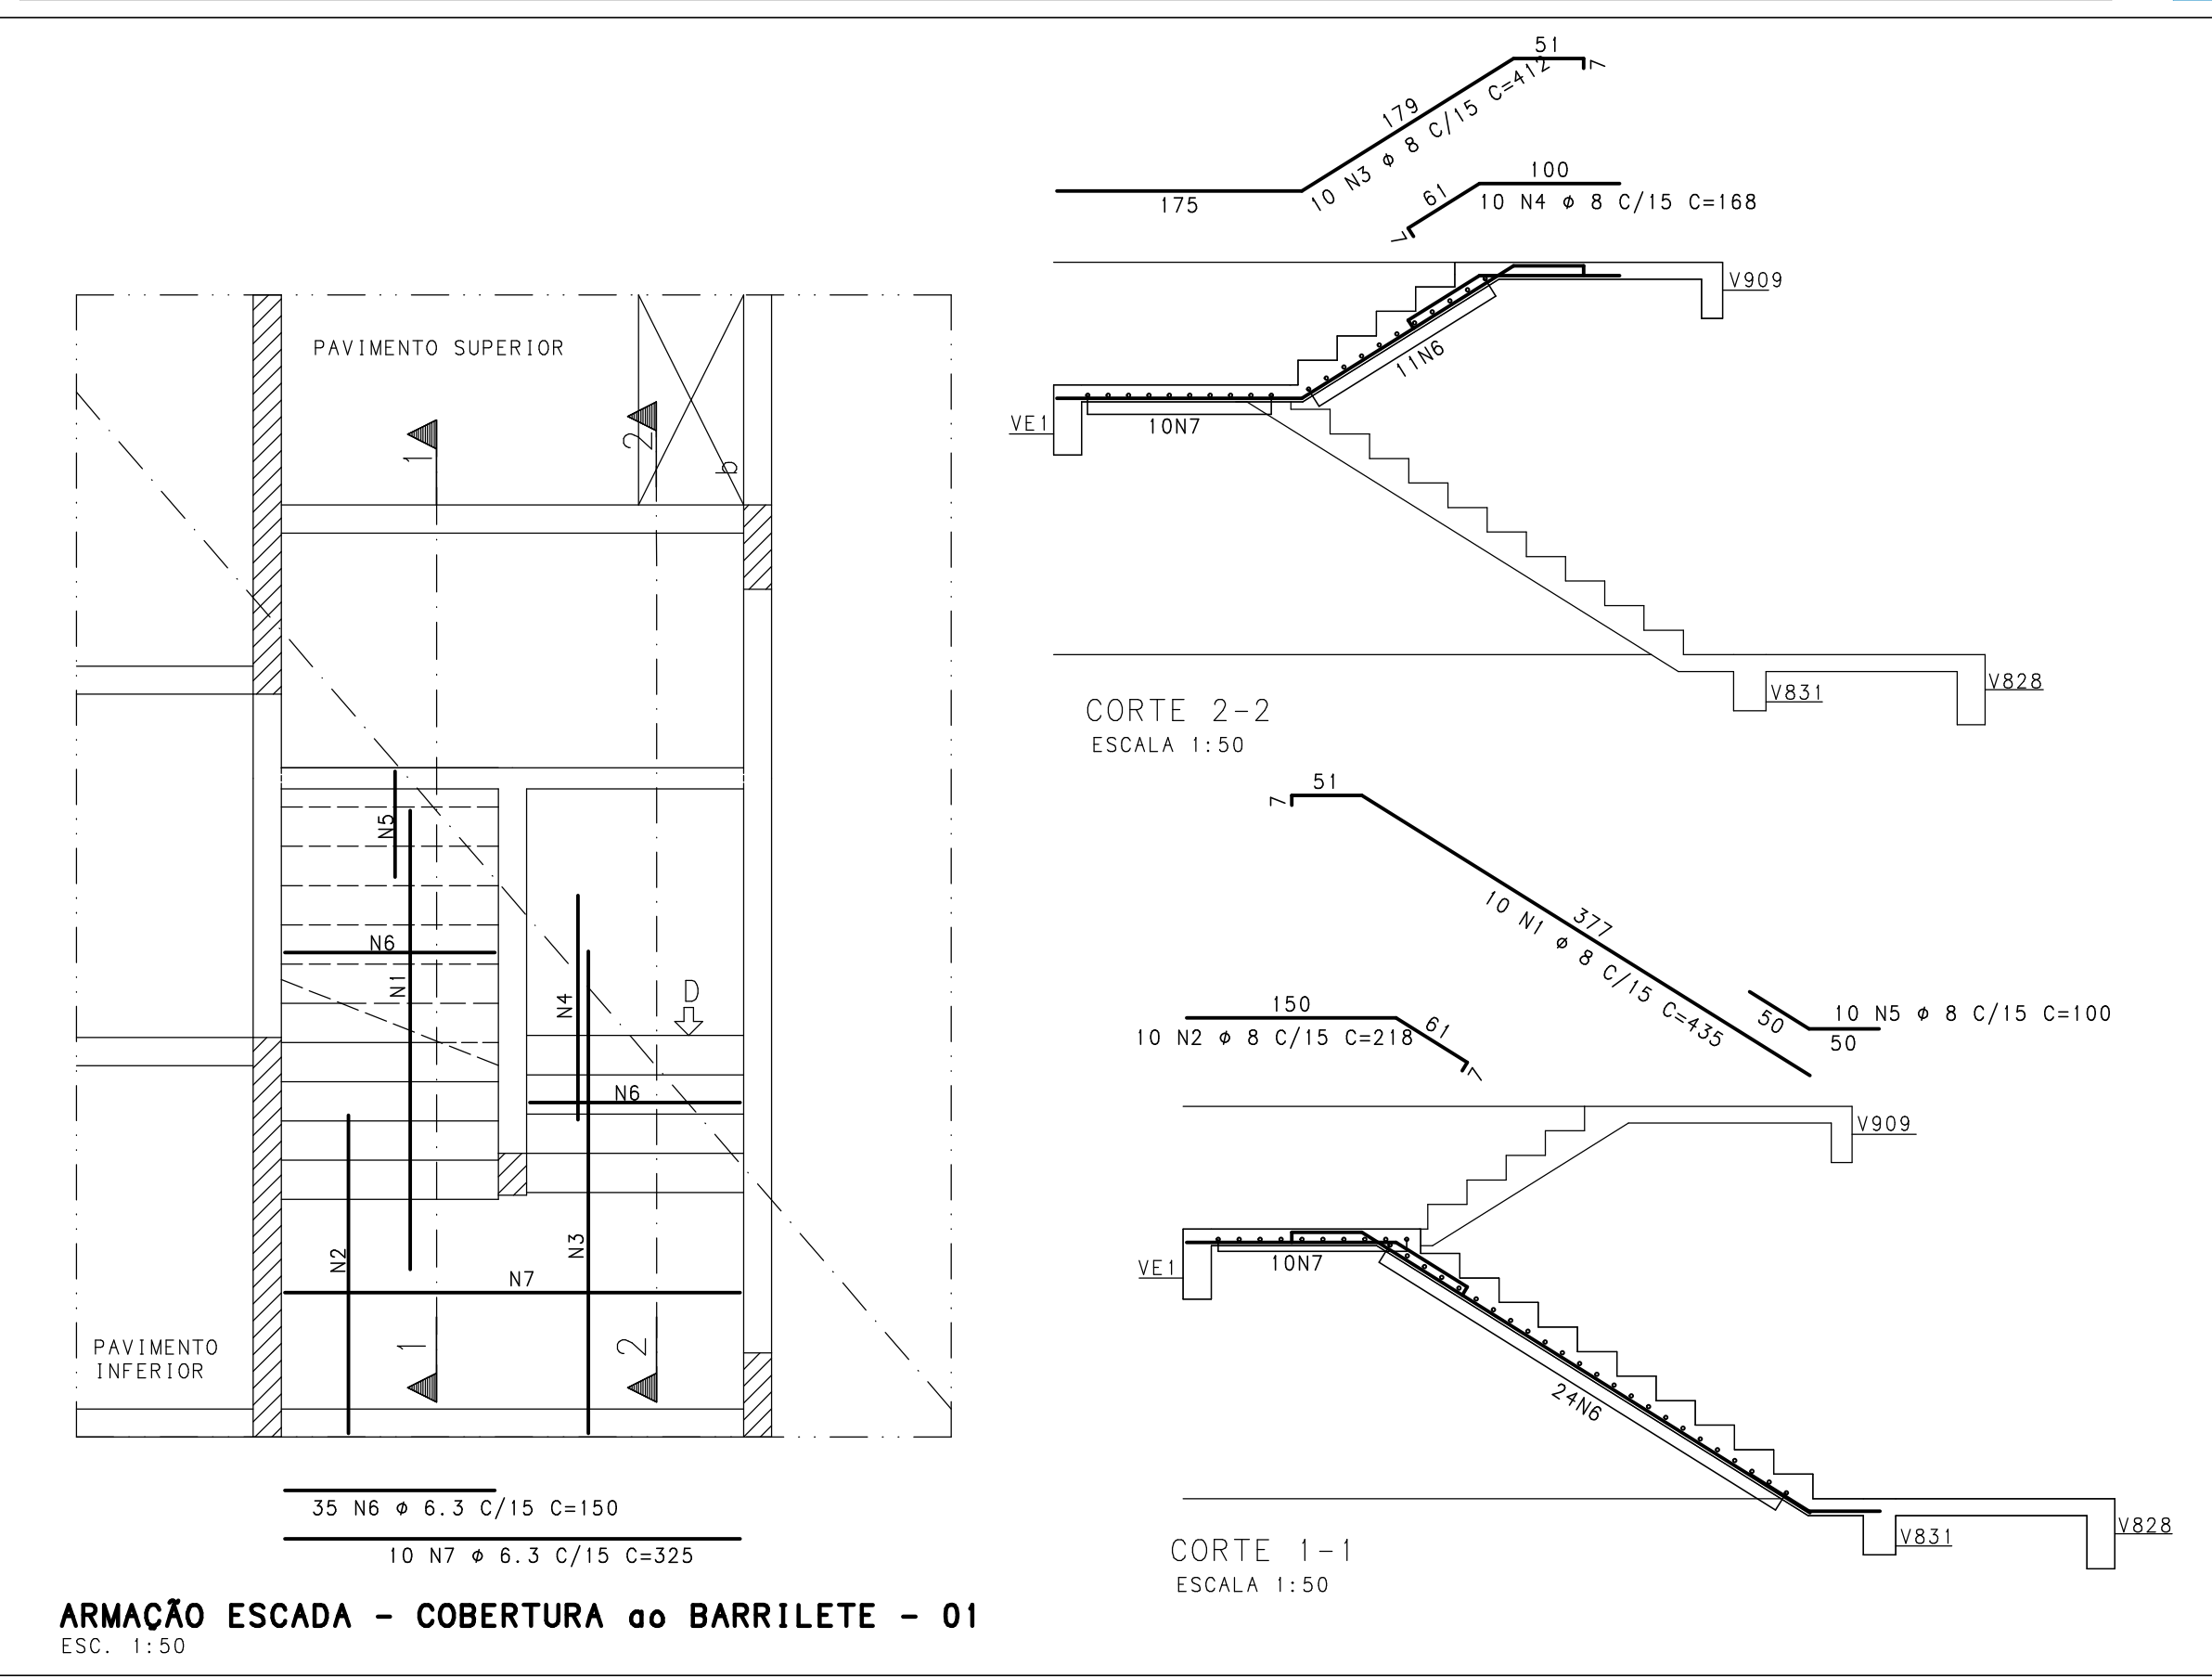 PAVIMENTO SUPERIOR
1
2
b
N5
N6
N1
N4
D
N6
N2
N3
N7
1
2
PAVIMENTO
INFERIOR
35 N6 ϕ 6.3 C/15 C=150
10 N7 ϕ 6.3 C/15 C=325
ARMAÇÃO ESCADA - COBERTURA ao BARRILETE - 01
ESC. 1:50
51
7
179
10 N3 ϕ 8 C/15 C=412
175
100
61
10 N4 ϕ 8 C/15 C=168
7
V909
11N6
VE1
10N7
V828
V831
CORTE 2-2
ESCALA 1:50
51
7
377
10 N1 ϕ 8 C/15 C=435
150
61
10 N2 ϕ 8 C/15 C=218
7
10 N5 ϕ 8 C/15 C=100
50
50
V909
VE1
10N7
24N6
V828
V831
CORTE 1-1
ESCALA 1:50